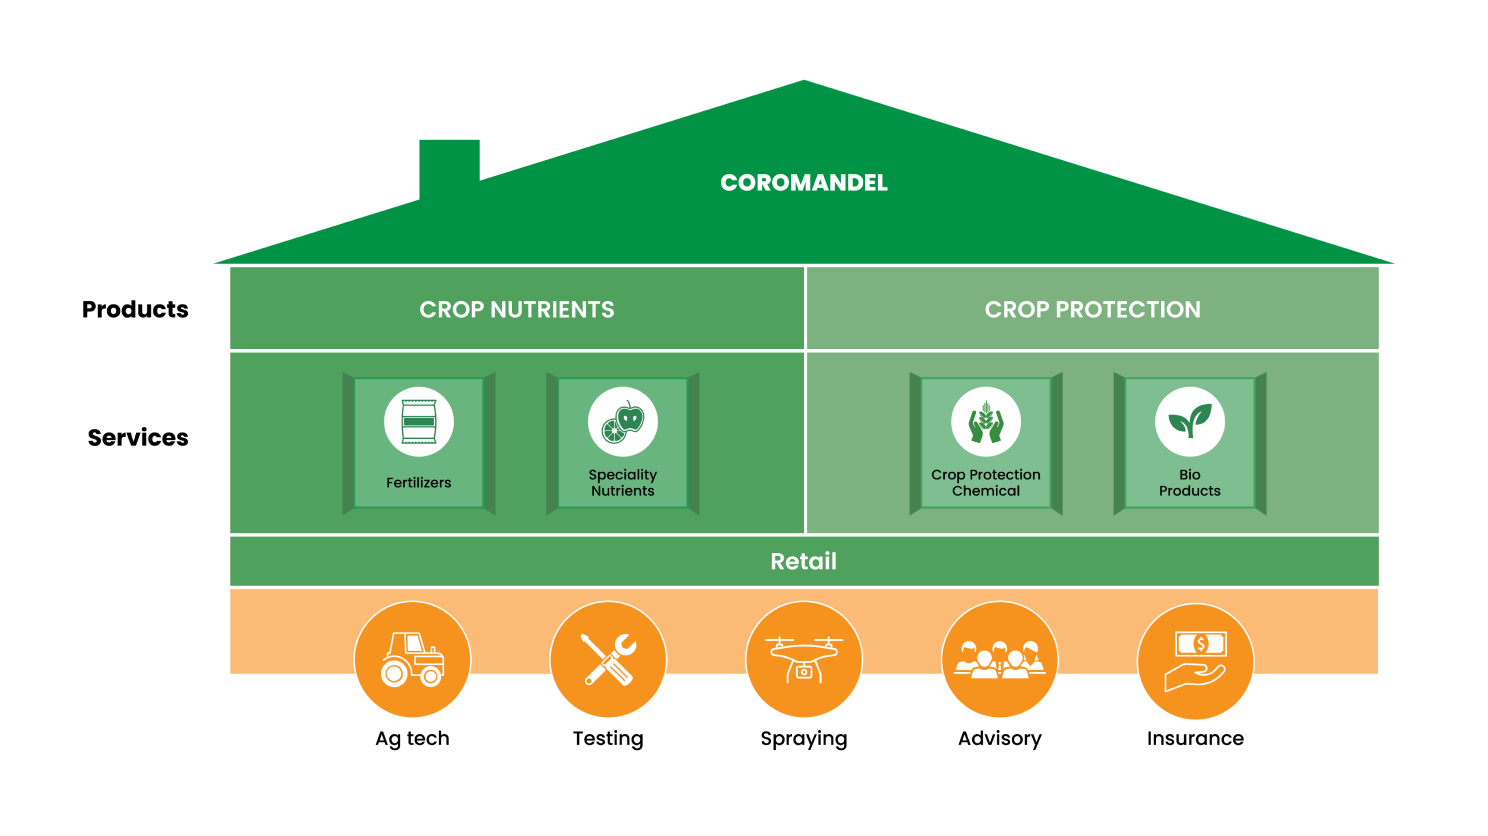 COROMANDEL
Products
CROP NUTRIENTS
CROP PROTECTION
Services
Fertilizers
Speciality
Nutrients
Crop Protection
Chemical
Bio
Products
Retail
$
Ag tech
Testing
Spraying
Advisory
Insurance